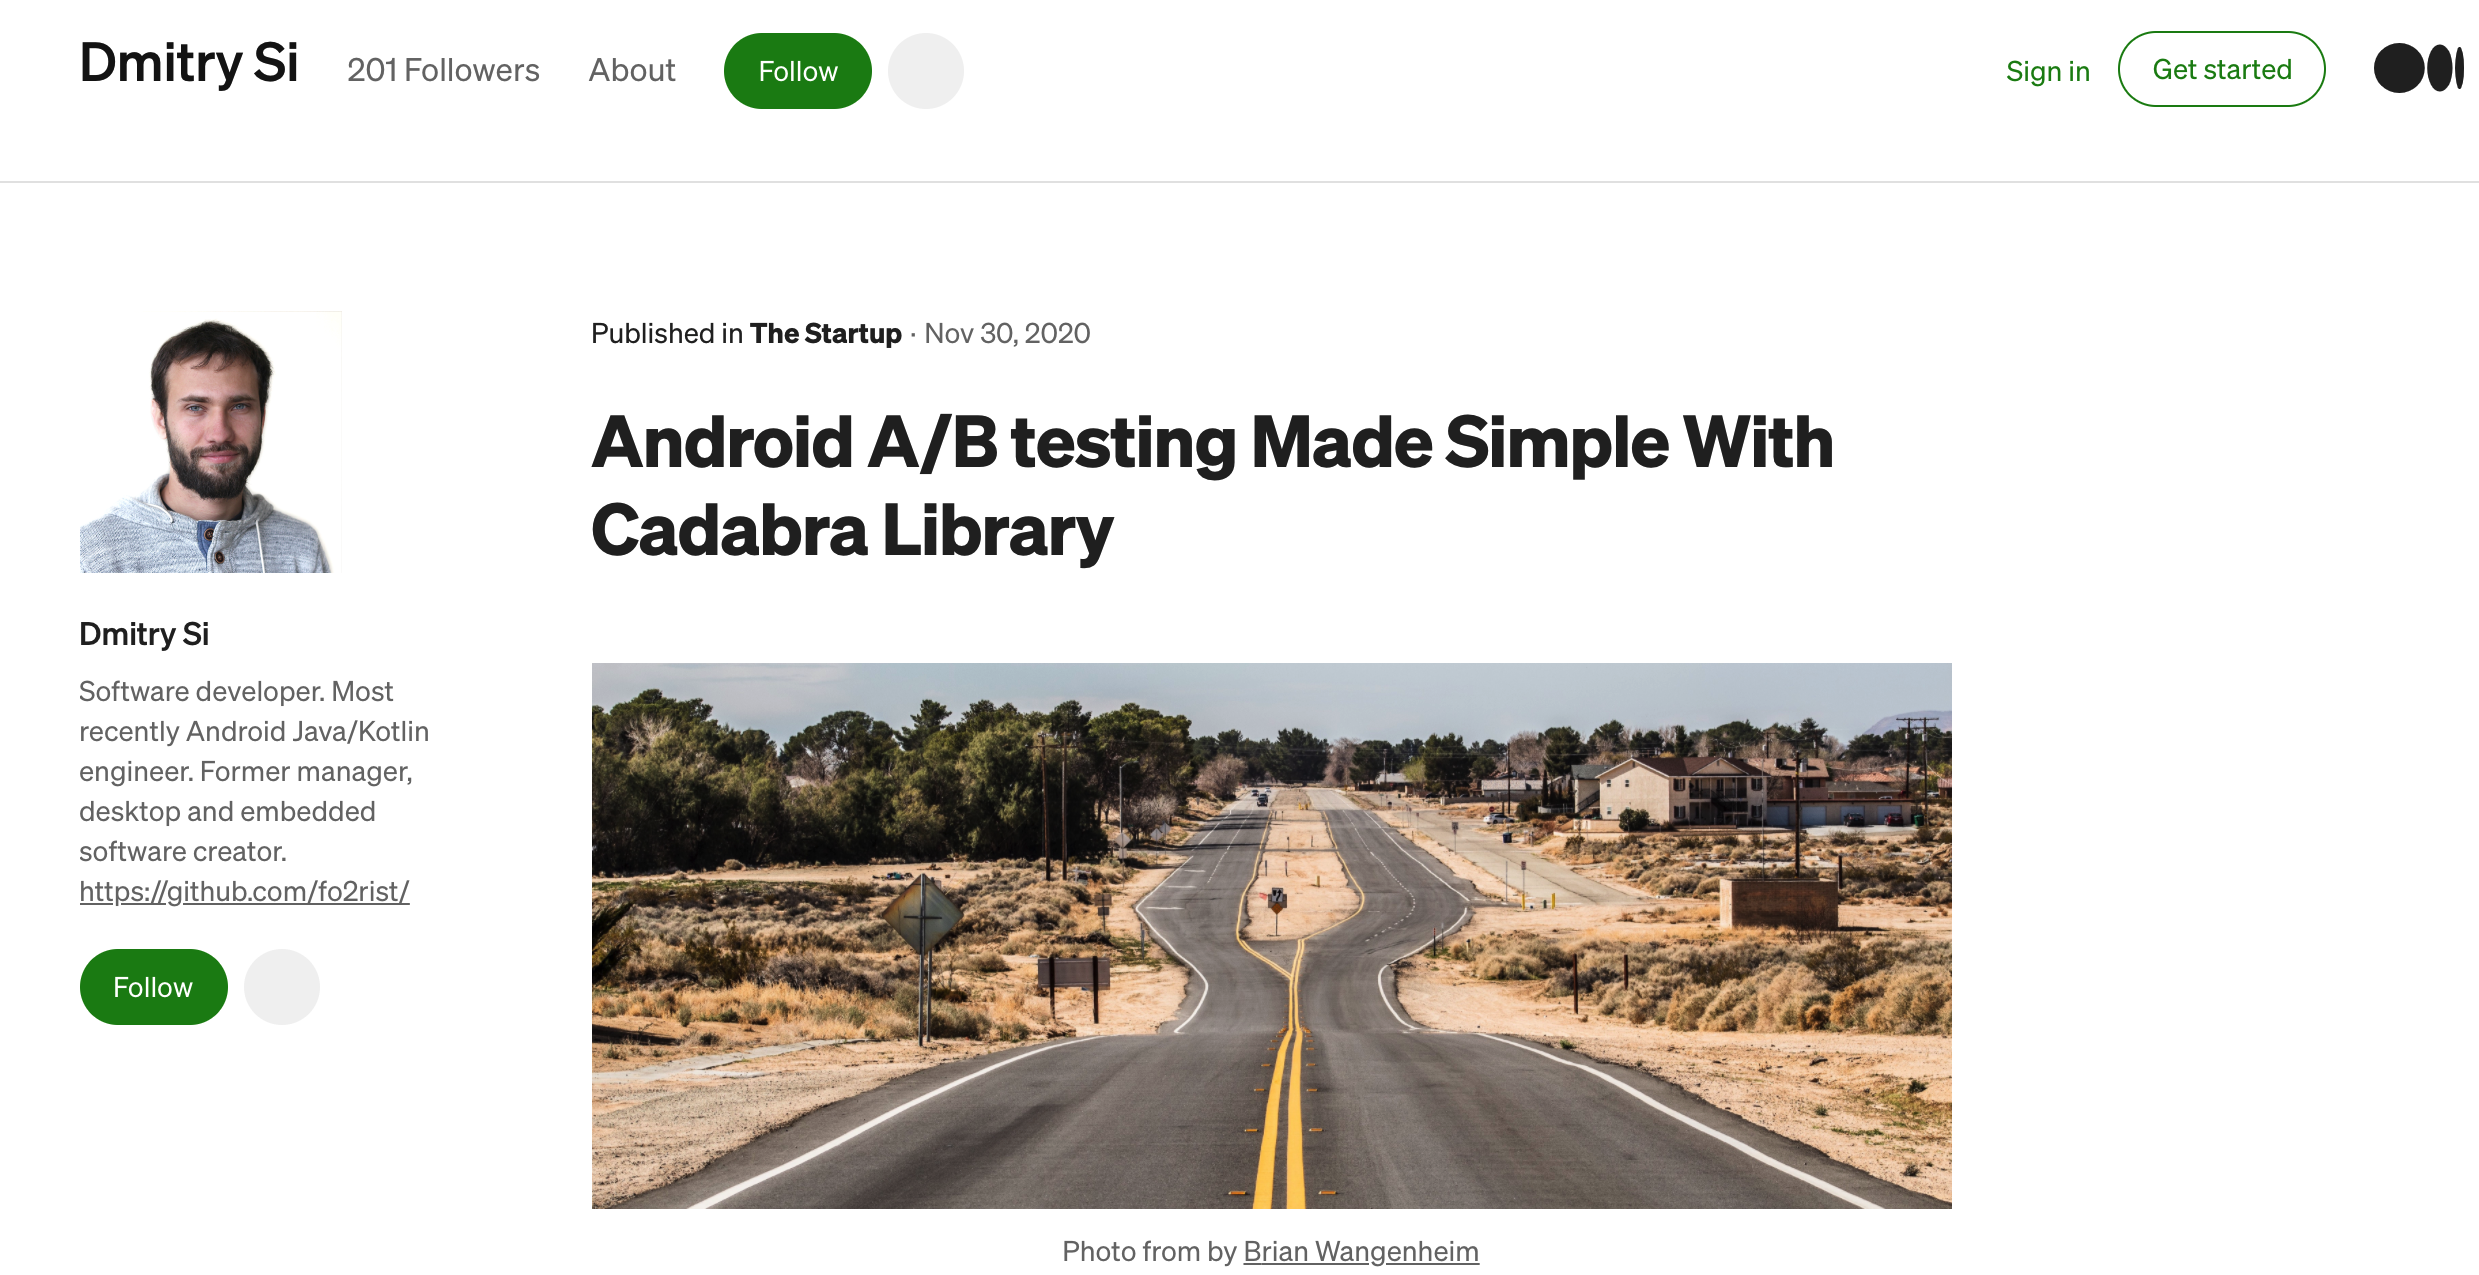 Dmitry Si
201 Followers
About
Follow
Sign in
Get started
Dmitry Si
Software developer. Most
recently Android Java/Kotlin
engineer. Former manager,
desktop and embedded
software creator.
https://github.com/fo2rist/
Follow
Published in The Startup · Nov 30, 2020
Android A/B testing Made Simple With
Cadabra Library
Photo from by Brian Wangenheim